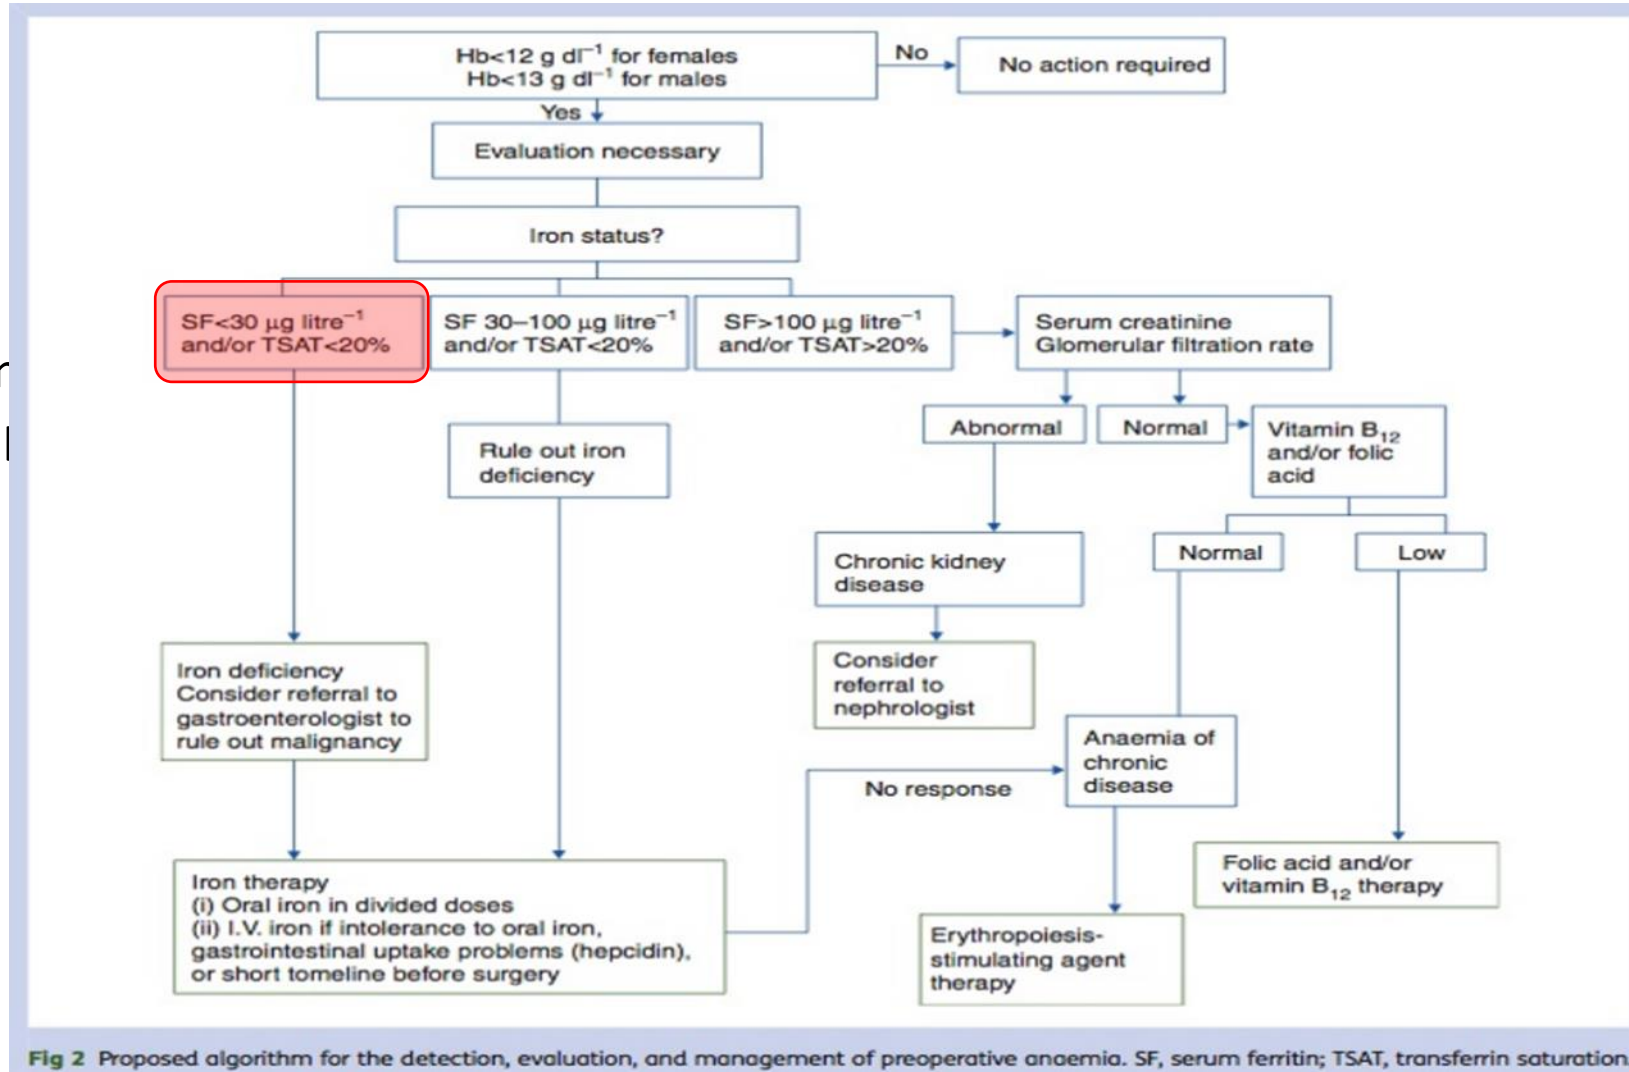 Hb<12 g dl⁻¹ for females
Hb<13 g dl⁻¹ for males
No
No action required
Yes
Evaluation necessary
Iron status?
SF<30 µg litre⁻¹
and/or TSAT<20%
SF 30–100 µg litre⁻¹
and/or TSAT<20%
SF>100 µg litre⁻¹
and/or TSAT>20%
Serum creatinine
Glomerular filtration rate
Abnormal
Normal
Vitamin B₁₂
and/or folic
acid
Rule out iron
deficiency
Normal
Low
Chronic kidney
disease
Iron deficiency
Consider referral to
gastroenterologist to
rule out malignancy
Consider
referral to
nephrologist
Anaemia of
chronic
disease
No response
Iron therapy
(i) Oral iron in divided doses
(ii) I.V. iron if intolerance to oral iron,
gastrointestinal uptake problems (hepcidin),
or short tomeline before surgery
Folic acid and/or
vitamin B₁₂ therapy
Erythropoiesis-
stimulating agent
therapy
Fig 2 Proposed algorithm for the detection, evaluation, and management of preoperative anaemia. SF, serum ferritin; TSAT, transferrin saturation.